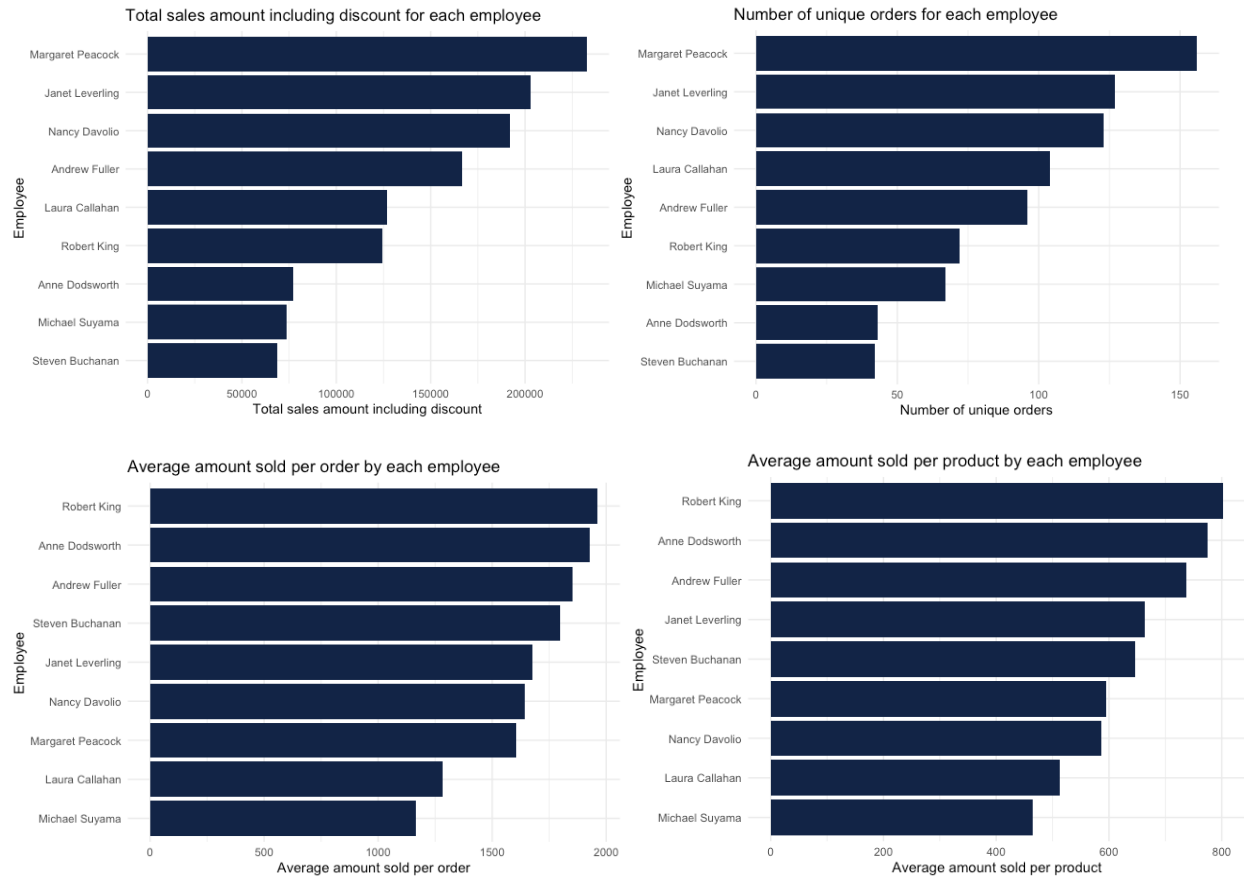 Total sales amount including discount for each employee
Employee
Margaret Peacock
Janet Leverling
Nancy Davolio
Andrew Fuller
Laura Callahan
Robert King
Anne Dodsworth
Michael Suyama
Steven Buchanan
0 50000 100000 150000 200000
Total sales amount including discount
Number of unique orders for each employee
Employee
Margaret Peacock
Janet Leverling
Nancy Davolio
Laura Callahan
Andrew Fuller
Robert King
Michael Suyama
Anne Dodsworth
Steven Buchanan
0 50 100 150
Number of unique orders
Average amount sold per order by each employee
Employee
Robert King
Anne Dodsworth
Andrew Fuller
Steven Buchanan
Janet Leverling
Nancy Davolio
Margaret Peacock
Laura Callahan
Michael Suyama
0 500 1000 1500 2000
Average amount sold per order
Average amount sold per product by each employee
Employee
Robert King
Anne Dodsworth
Andrew Fuller
Janet Leverling
Steven Buchanan
Margaret Peacock
Nancy Davolio
Laura Callahan
Michael Suyama
0 200 400 600 800
Average amount sold per product